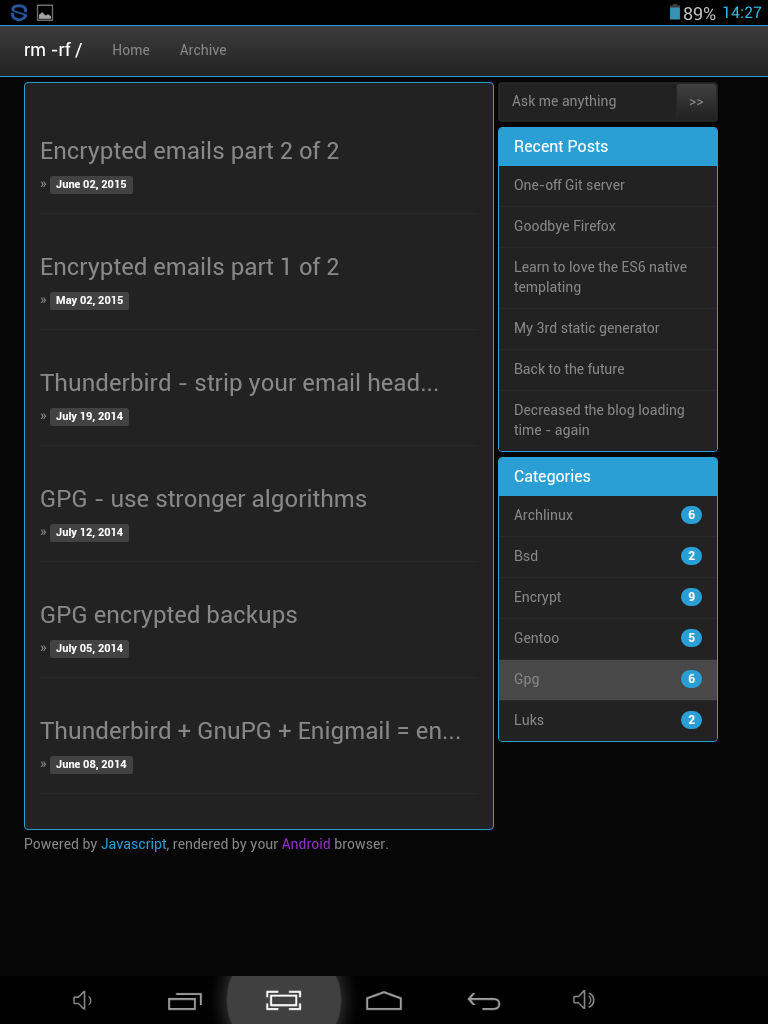 89% 14:27
rm -rf / Home Archive
Encrypted emails part 2 of 2
» June 02, 2015
Encrypted emails part 1 of 2
» May 02, 2015
Thunderbird - strip your email head...
» July 19, 2014
GPG - use stronger algorithms
» July 12, 2014
GPG encrypted backups
» July 05, 2014
Thunderbird + GnuPG + Enigmail = en...
» June 08, 2014
Ask me anything >>
Recent Posts
One-off Git server
Goodbye Firefox
Learn to love the ES6 native
templating
My 3rd static generator
Back to the future
Decreased the blog loading
time - again
Categories
Archlinux 6
Bsd 2
Encrypt 9
Gentoo 5
Gpg 6
Luks 2
Powered by Javascript, rendered by your Android browser.